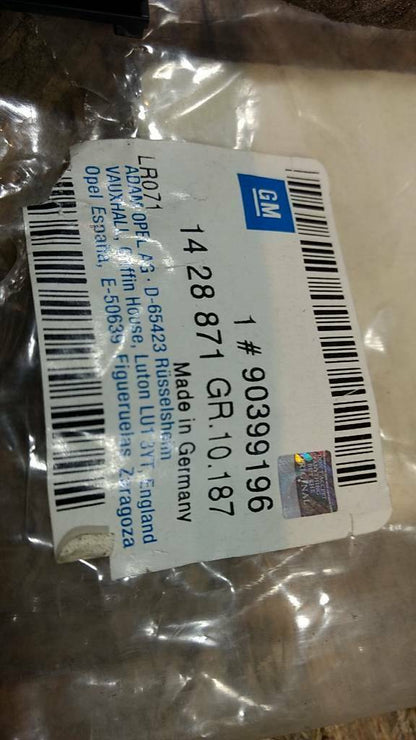 GM
1 # 90399196
14 28 871 GR.10.187
Made in Germany
LR071
ADAM OPEL AG · D-65423 Rüsselsheim
VAUXHALL, Griffin House, Luton LU1 3YT, England
Opel España, E-50639 Figueruelas Zaragoza